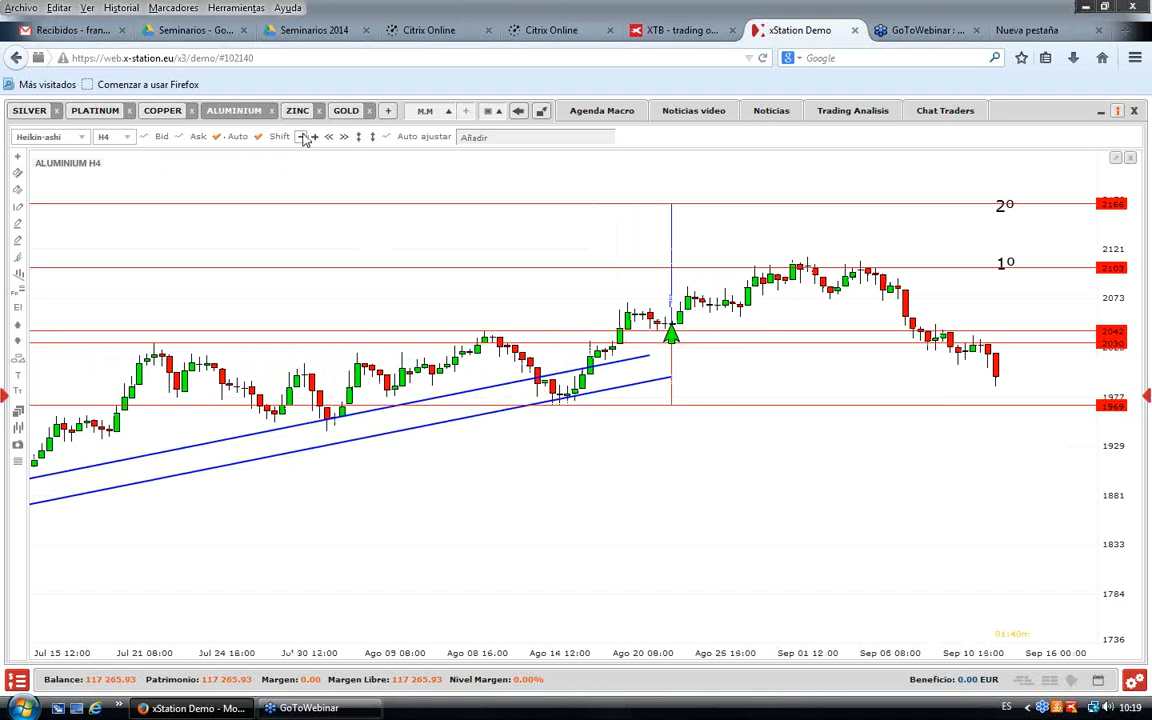 Archivo Editar Ver Historial Marcadores Herramientas Ayuda
Recibidos - fran... Seminarios - Go... Seminarios 2014 Citrix Online Citrix Online XTB - trading o... xStation Demo GoToWebinar : ... Nueva pestaña
https://web.x-station.eu/x3/demo/#102140 Google
Más visitados Comenzar a usar Firefox
SILVER PLATINUM COPPER ALUMINIUM ZINC GOLD M.M Agenda Macro Noticias video Noticias Trading Analisis Chat Traders
Heikin-ashi H4 Bid Ask Auto Shift Auto ajustar Añadir
ALUMINIUM H4
2º 2166
2121
1º 2103
2073
2042
2030
1977
1969
1929
1881
1833
1784
01:40m
1736
Jul 15 12:00 Jul 21 08:00 Jul 24 16:00 Jul 30 12:00 Ago 05 08:00 Ago 08 16:00 Ago 14 12:00 Ago 20 08:00 Ago 25 16:00 Sep 01 12:00 Sep 05 08:00 Sep 10 16:00 Sep 16 00:00
Balance: 117 265.93 Patrimonio: 117 265.93 Margen: 0.00 Margen Libre: 117 265.93 Nivel Margen: 0.00% Beneficio: 0.00 EUR
xStation Demo - Mo... GoToWebinar ES 10:19